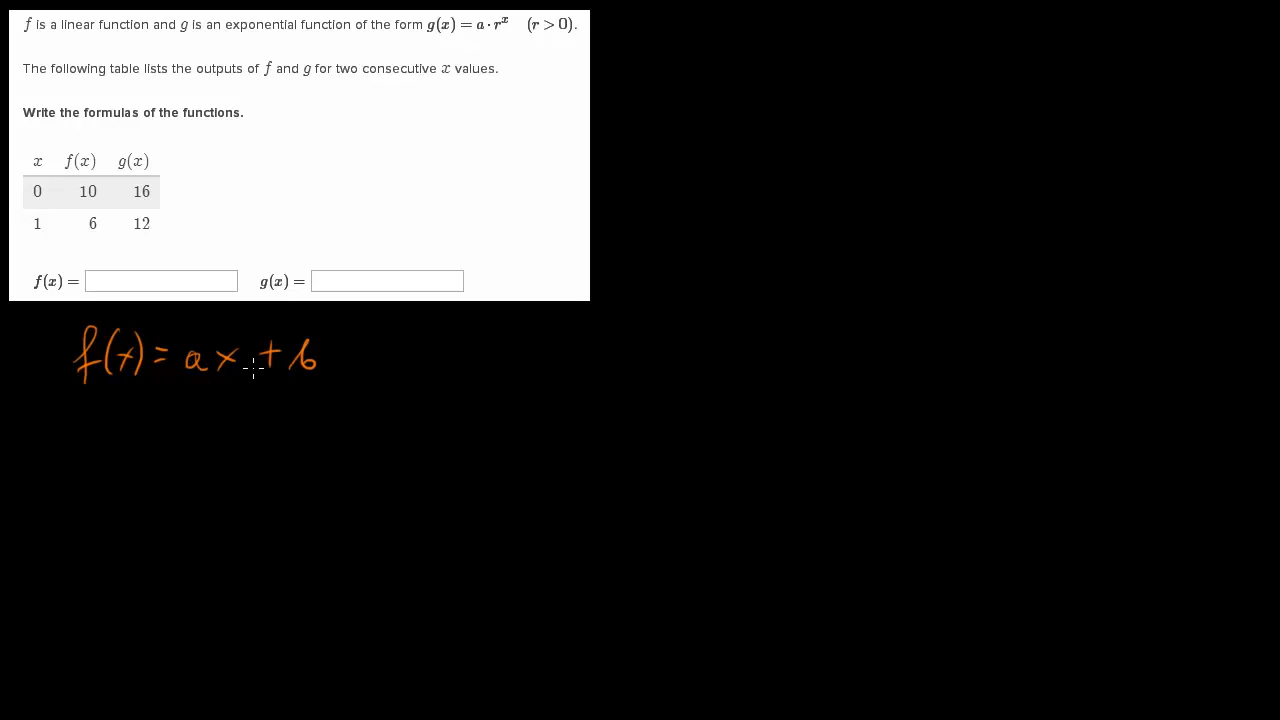 f is a linear function and g is an exponential function of the form g(x) = a · r^x (r > 0).
The following table lists the outputs of f and g for two consecutive x values.
Write the formulas of the functions.
x f(x) g(x)
0 10 16
1 6 12
f(x) = g(x) =
f(x) = ax + b